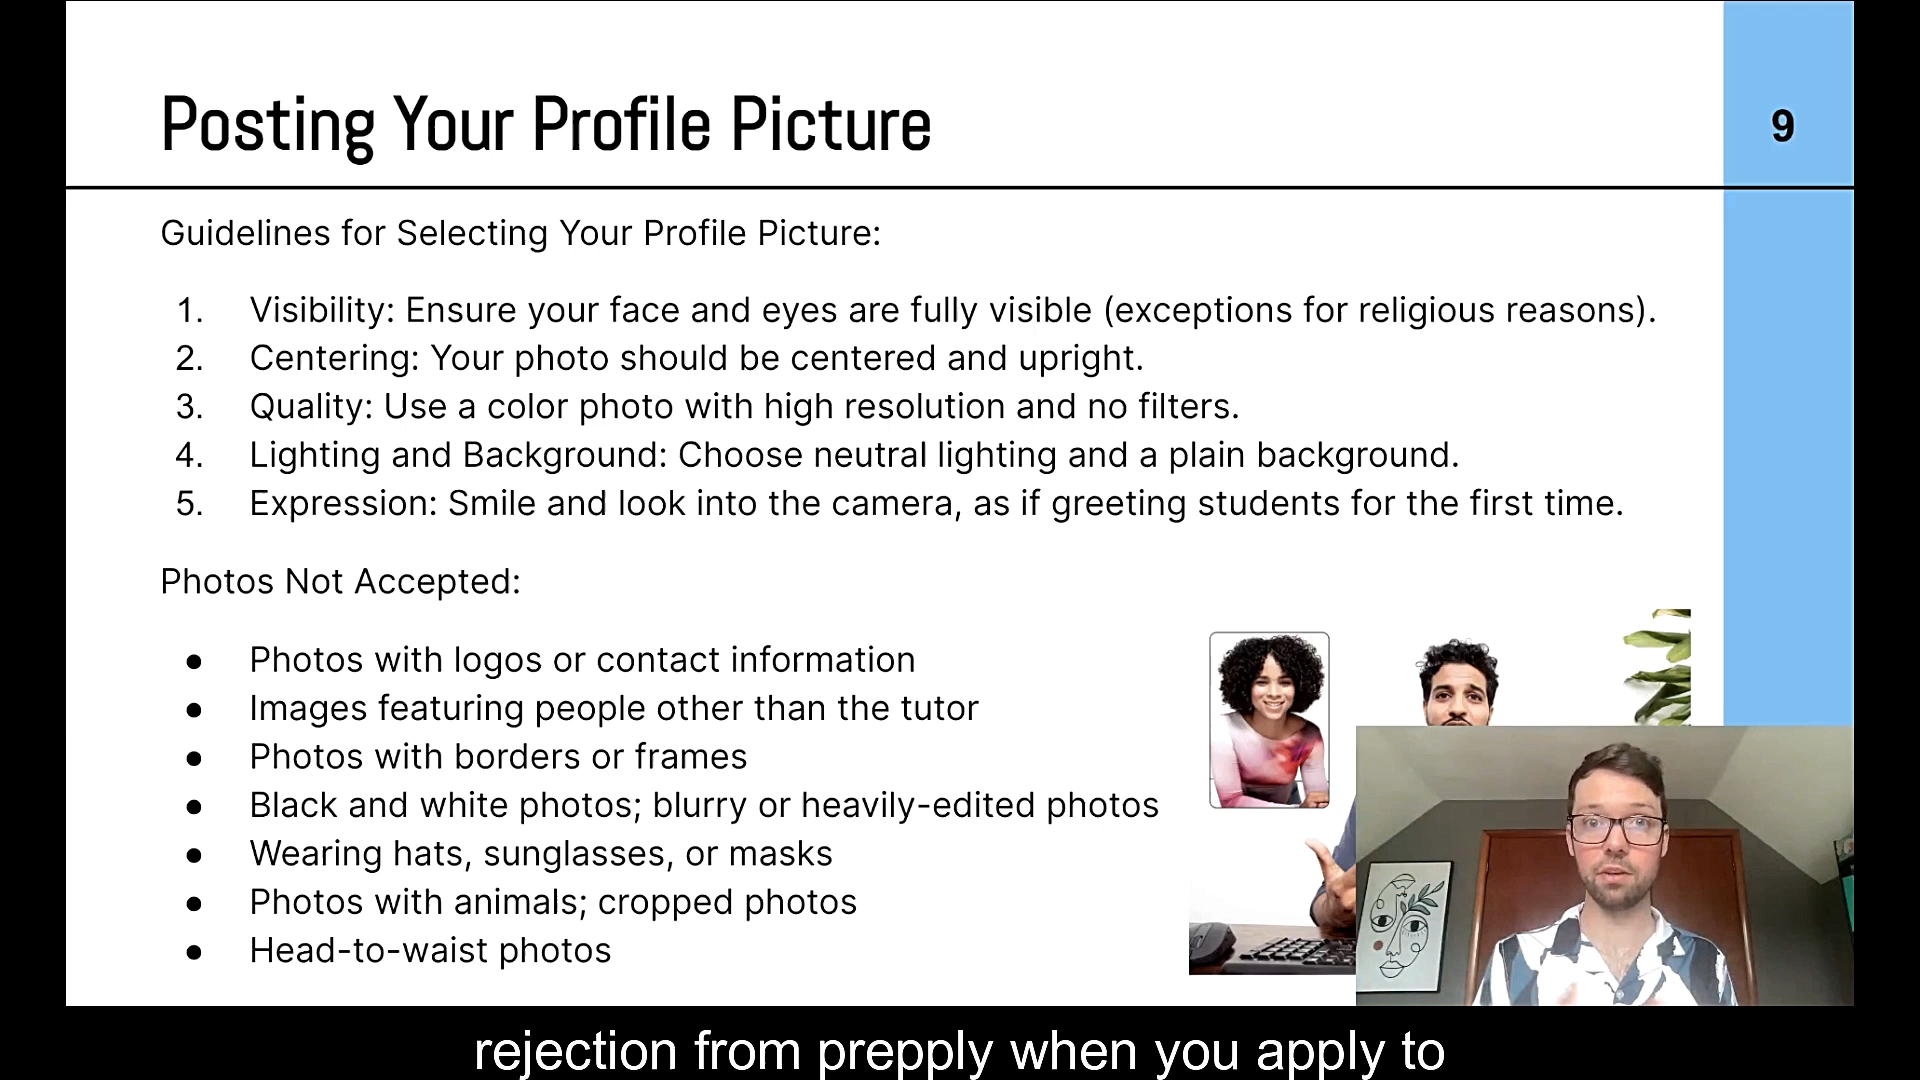 Posting Your Profile Picture
9
Guidelines for Selecting Your Profile Picture:
1. Visibility: Ensure your face and eyes are fully visible (exceptions for religious reasons).
2. Centering: Your photo should be centered and upright.
3. Quality: Use a color photo with high resolution and no filters.
4. Lighting and Background: Choose neutral lighting and a plain background.
5. Expression: Smile and look into the camera, as if greeting students for the first time.
Photos Not Accepted:
● Photos with logos or contact information
● Images featuring people other than the tutor
● Photos with borders or frames
● Black and white photos; blurry or heavily-edited photos
● Wearing hats, sunglasses, or masks
● Photos with animals; cropped photos
● Head-to-waist photos
rejection from prepply when you apply to